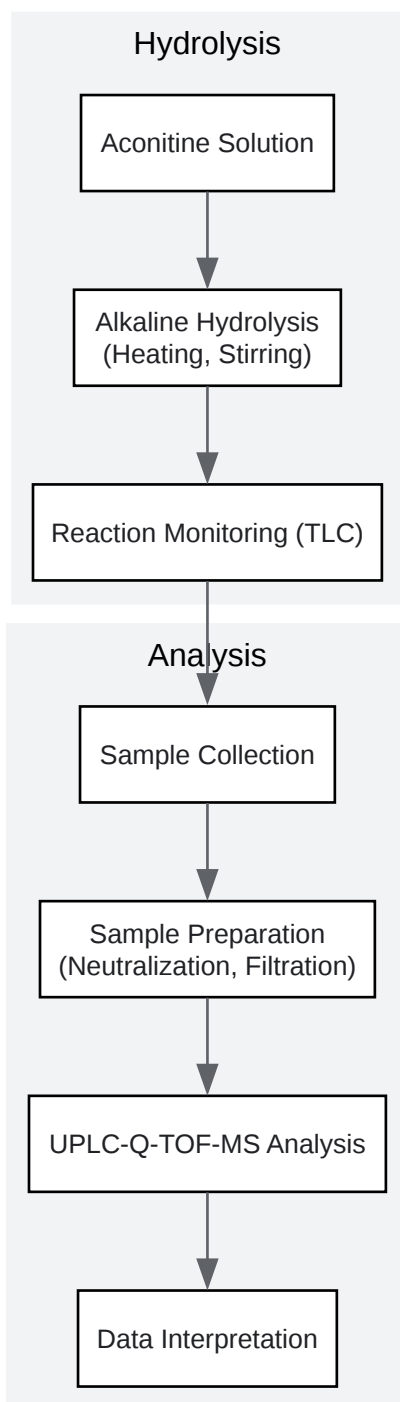 Hydrolysis
Aconitine Solution
Alkaline Hydrolysis
(Heating, Stirring)
Reaction Monitoring (TLC)
Analysis
Sample Collection
Sample Preparation
(Neutralization, Filtration)
UPLC-Q-TOF-MS Analysis
Data Interpretation